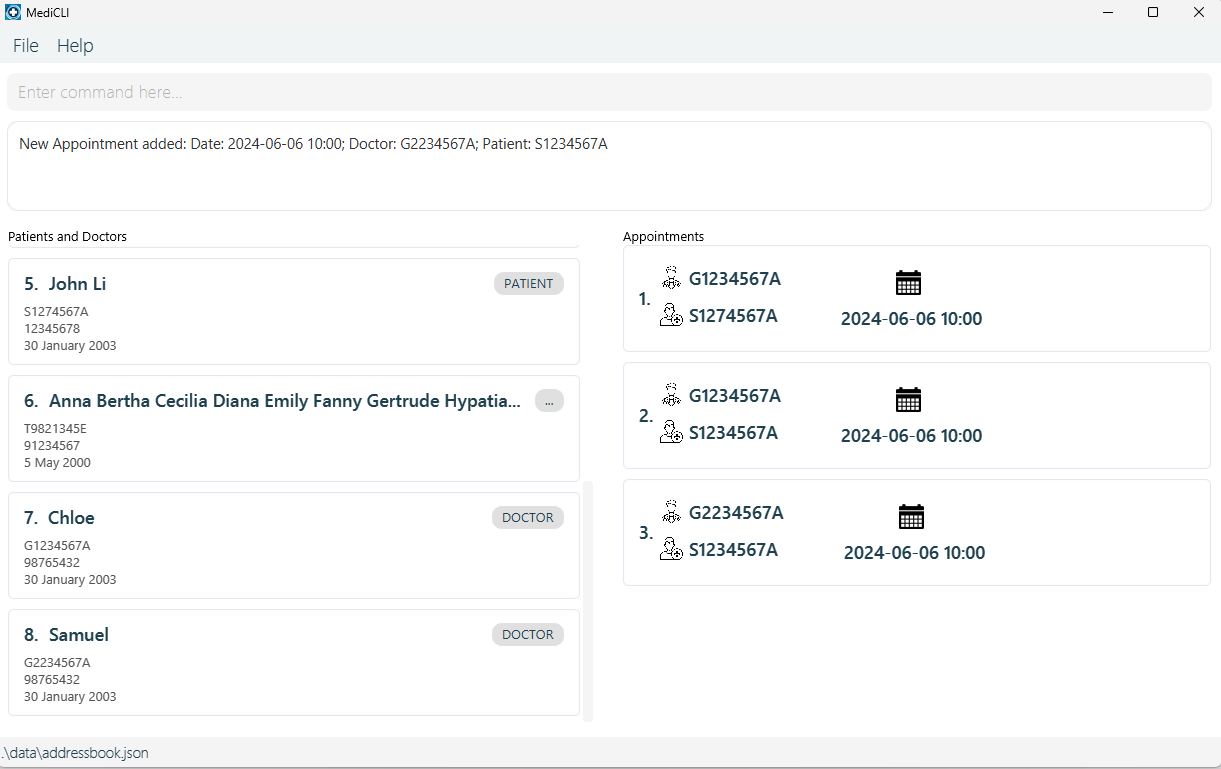 MediCLI
File Help
Enter command here...
New Appointment added: Date: 2024-06-06 10:00; Doctor: G2234567A; Patient: S1234567A
Patients and Doctors
5. John Li
PATIENT
S1274567A
12345678
30 January 2003
6. Anna Bertha Cecilia Diana Emily Fanny Gertrude Hypatia...
...
T9821345E
91234567
5 May 2000
7. Chloe
DOCTOR
G1234567A
98765432
30 January 2003
8. Samuel
DOCTOR
G2234567A
98765432
30 January 2003
Appointments
1.
G1234567A
S1274567A
2024-06-06 10:00
2.
G1234567A
S1234567A
2024-06-06 10:00
3.
G2234567A
S1234567A
2024-06-06 10:00
.\data\addressbook.json